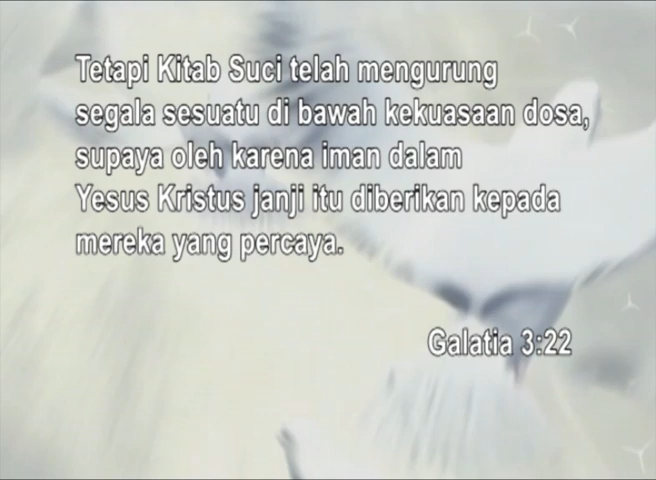 Tetapi Kitab Suci telah mengurung
segala sesuatu di bawah kekuasaan dosa,
supaya oleh karena iman dalam
Yesus Kristus janji itu diberikan kepada
mereka yang percaya.
Galatia 3:22